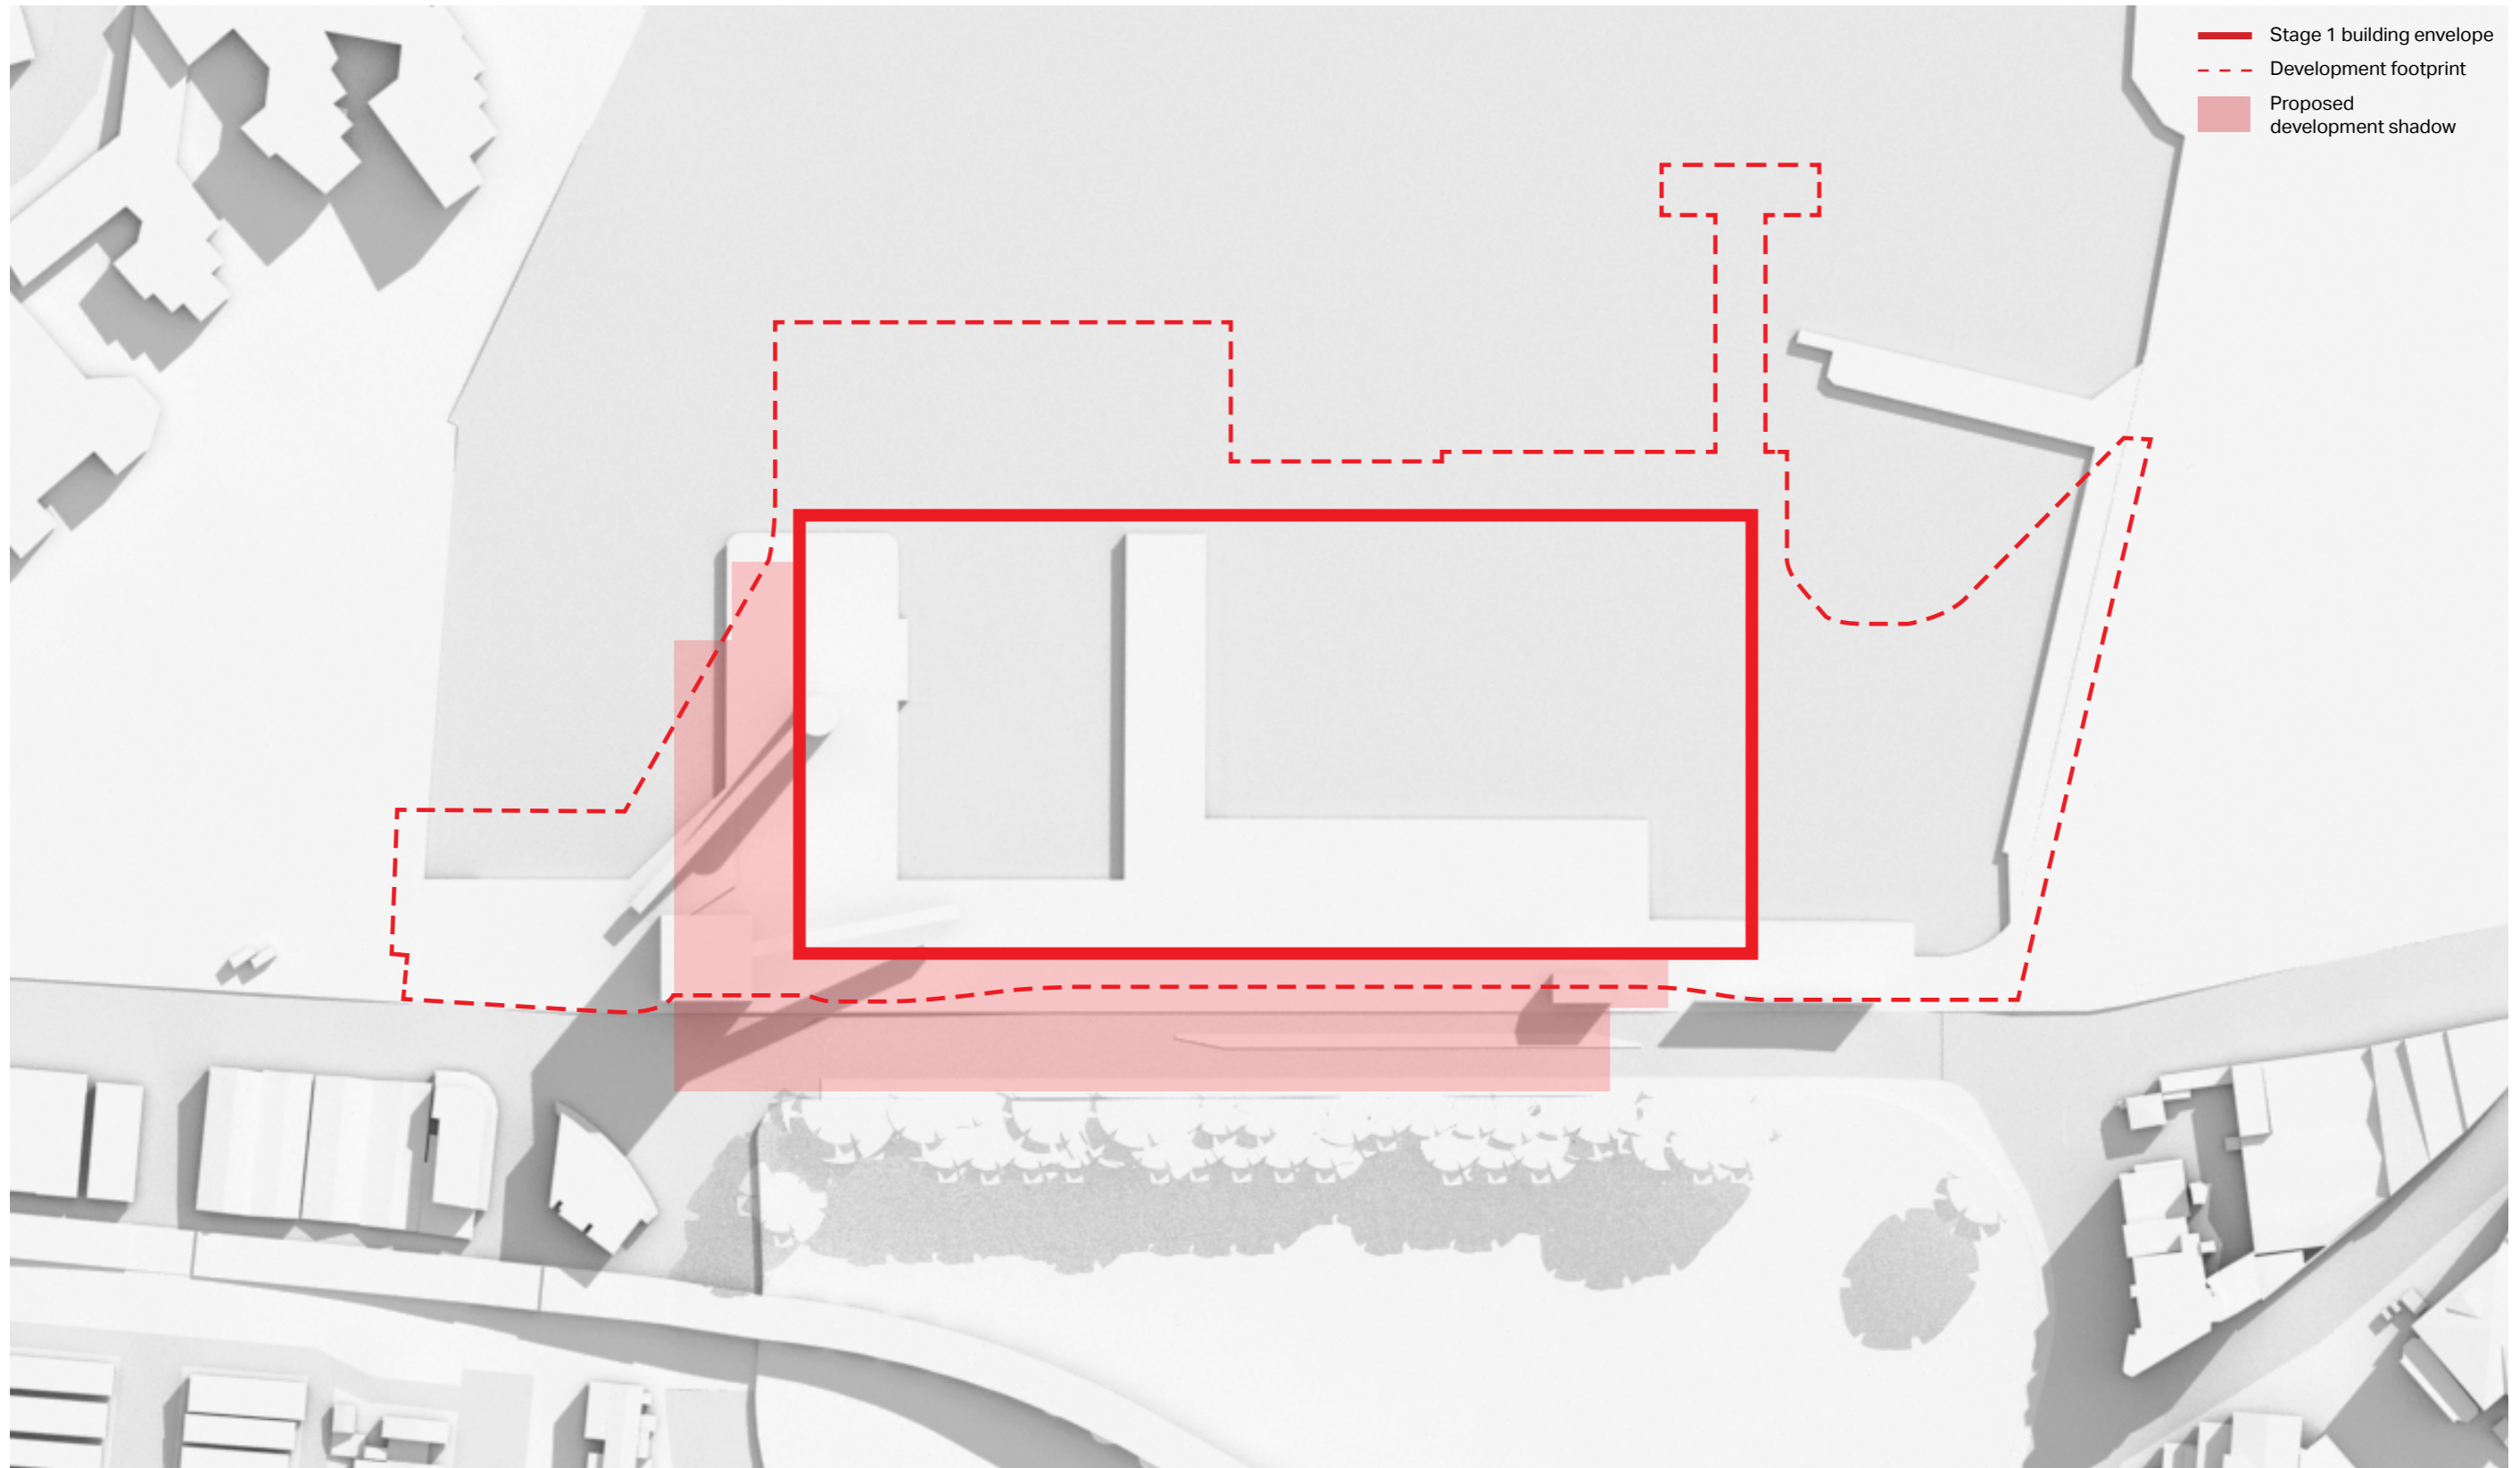 Stage 1 building envelope
Development footprint
Proposed
development shadow